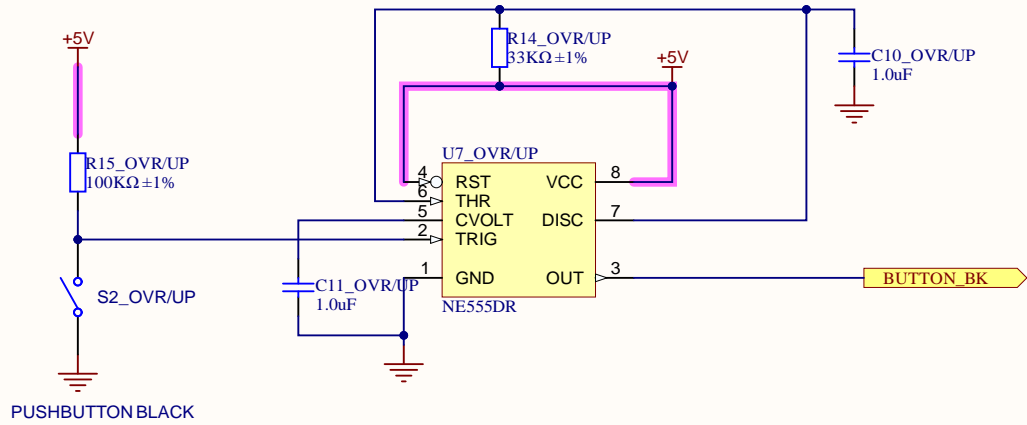 +5V
R14_OVR/UP
33KΩ ±1%
+5V
C10_OVR/UP
1.0uF
U7_OVR/UP
R15_OVR/UP
100KΩ ±1%
4
RST
VCC
8
6
THR
5
CVOLT
DISC
7
2
TRIG
1
GND
OUT
3
BUTTON_BK
C11_OVR/UP
1.0uF
S2_OVR/UP
NE555DR
PUSHBUTTON BLACK